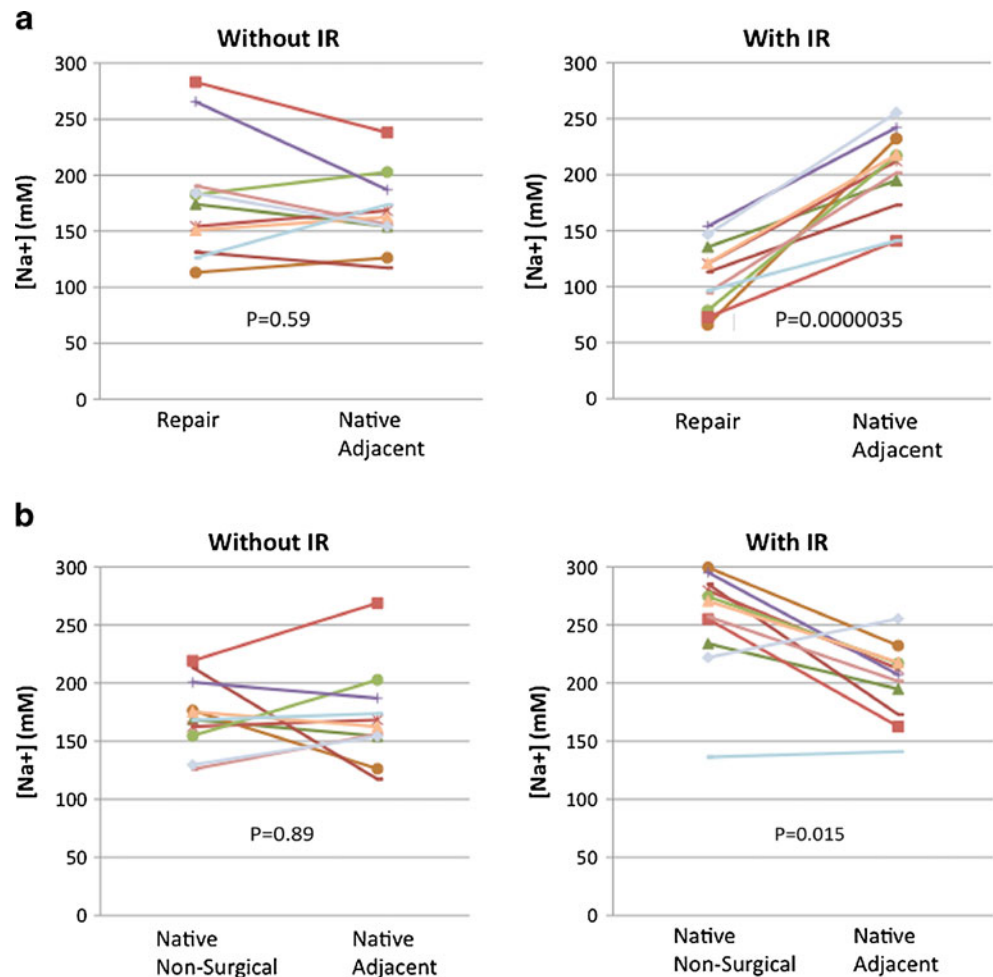 a
Without IR
300
250
200
150
100
50
0
[Na+] (mM)
P=0.59
Repair
Native
Adjacent
With IR
300
250
200
150
100
50
0
[Na+] (mM)
P=0.0000035
Repair
Native
Adjacent
b
Without IR
300
250
200
150
100
50
0
[Na+] (mM)
P=0.89
Native
Non-Surgical
Native
Adjacent
With IR
300
250
200
150
100
50
0
[Na+] (mM)
P=0.015
Native
Non-Surgical
Native
Adjacent